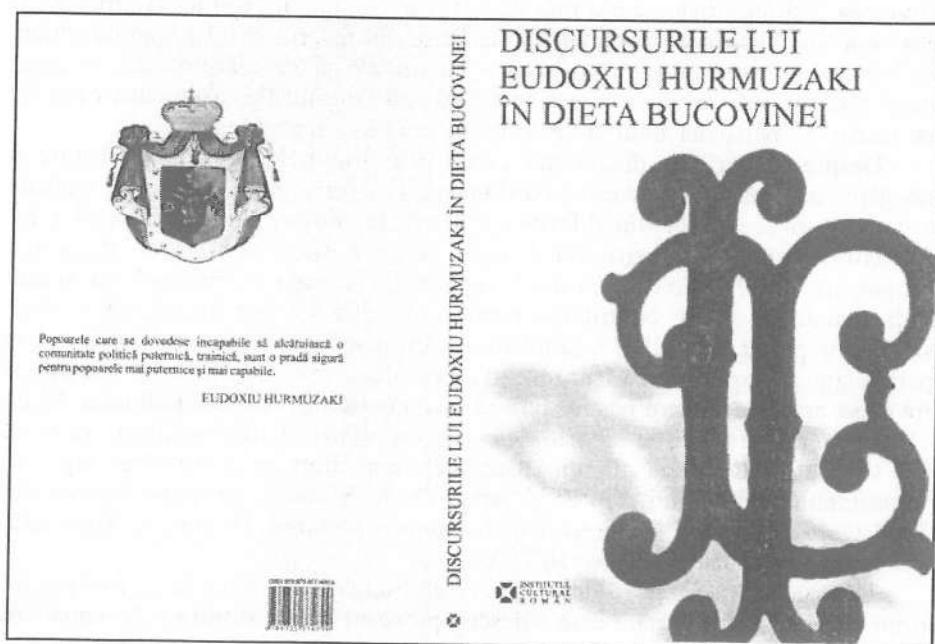 Popoarele care se dovedesc incapabile să alcătuiască o
comunitate politică puternică, trainică, sunt o pradă sigură
pentru popoarele mai puternice și mai capabile.
EUDOXIU HURMUZAKI
DISCURSURILE LUI EUDOXIU HURMUZAKI ÎN DIETA BUCOVINEI
DISCURSURILE LUI
EUDOXIU HURMUZAKI
ÎN DIETA BUCOVINEI
INSTITUTUL
CULTURAL
ROMÂN